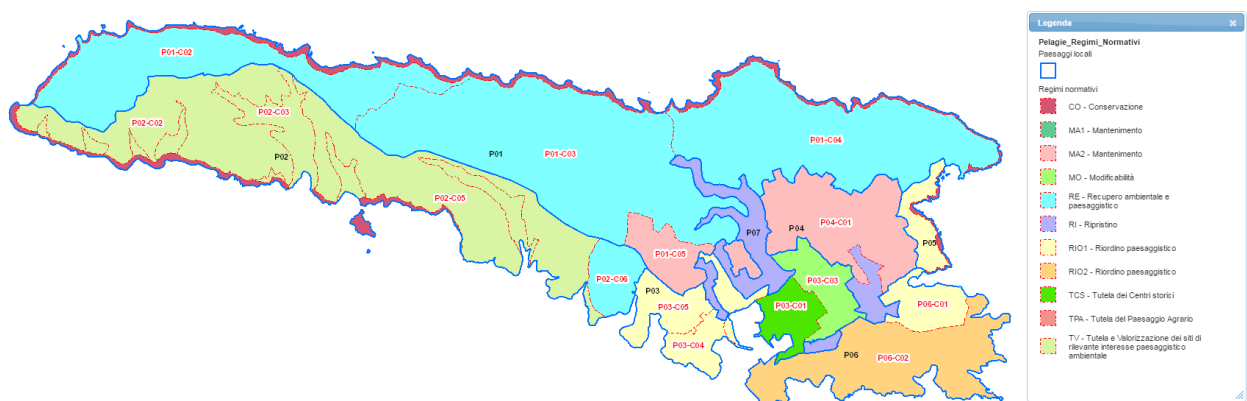 P01-C02
P02-C03
P02-C02
P02
P01
P01-C03
P01-C04
P02-C05
P04-C01
P07
P04
P05
P01-C05
P02-C06
P03
P03-C03
P03-C05
P03-C01
P06-C01
P03-C04
P06
P06-C02
Legenda
Pelagie_Regimi_Normativi
Paesaggi locali
Regimi normativi
CO - Conservazione
MA1 - Mantenimento
MA2 - Mantenimento
MO - Modificabilità
RE - Recupero ambientale e
paesaggistico
RI - Ripristino
RIO1 - Riordino paesaggistico
RIO2 - Riordino paesaggistico
TCS - Tutela dei Centri storici
TPA - Tutela del Paesaggio Agrario
TV - Tutela e Valorizzazione dei siti di
rilevante interesse paesaggistico
ambientale